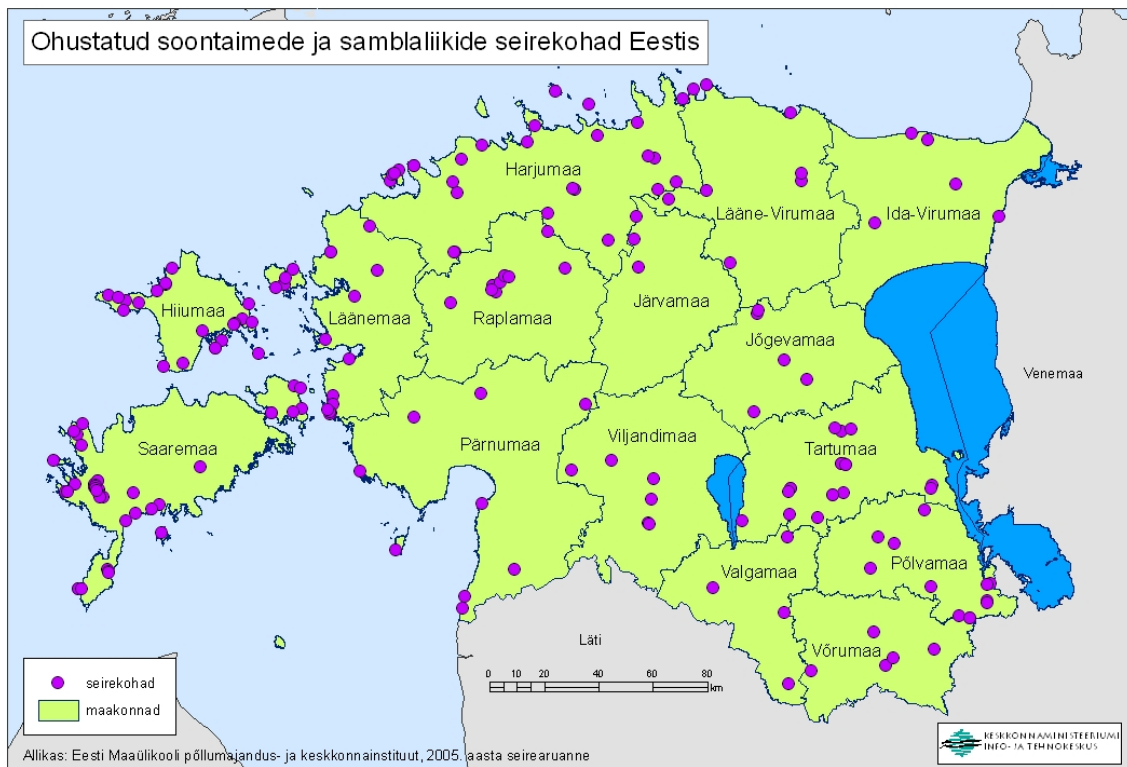 Ohustatud soontaimede ja samblaliikide seirekohad Eestis
Harjumaa
Lääne-Virumaa
Ida-Virumaa
Hiiumaa
Läänemaa
Raplamaa
Järvamaa
Jõgevamaa
Venemaa
Saaremaa
Pärnumaa
Viljandimaa
Tartumaa
Valgamaa
Põlvamaa
Läti
Võrumaa
0 20 40 60 80
km
seirekohad
maakonnad
Allikas: Eesti Maaülikooli põllumajandus- ja keskkonnainstituut, 2005. aasta seirearuanne
KESKKONNAMINISTEERIUMI
INFO- JA TEHNOKESKUS